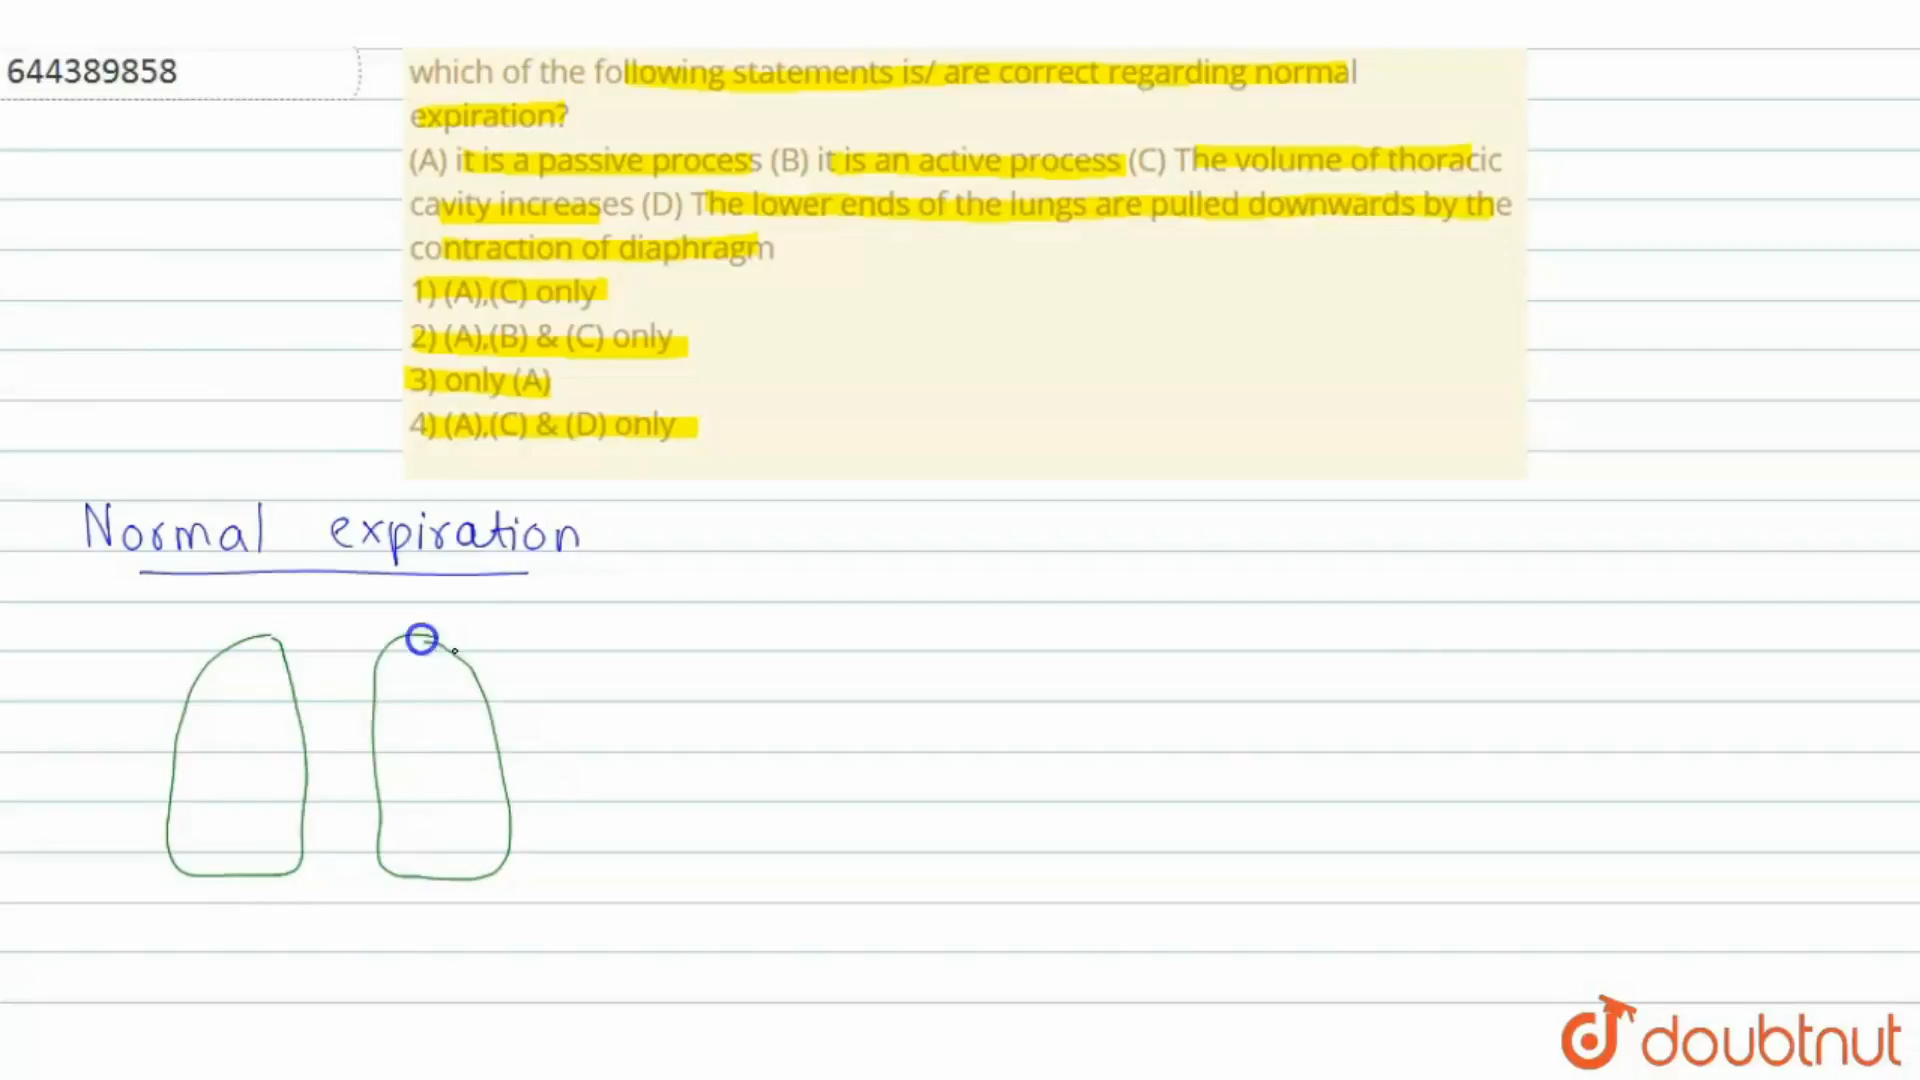 644389858
which of the following statements is/ are correct regarding normal
expiration?
(A) it is a passive process (B) it is an active process (C) The volume of thoracic
cavity increases (D) The lower ends of the lungs are pulled downwards by the
contraction of diaphragm
1) (A),(C) only
2) (A),(B) & (C) only
3) only (A)
4) (A),(C) & (D) only
Normal expiration
doubtnut